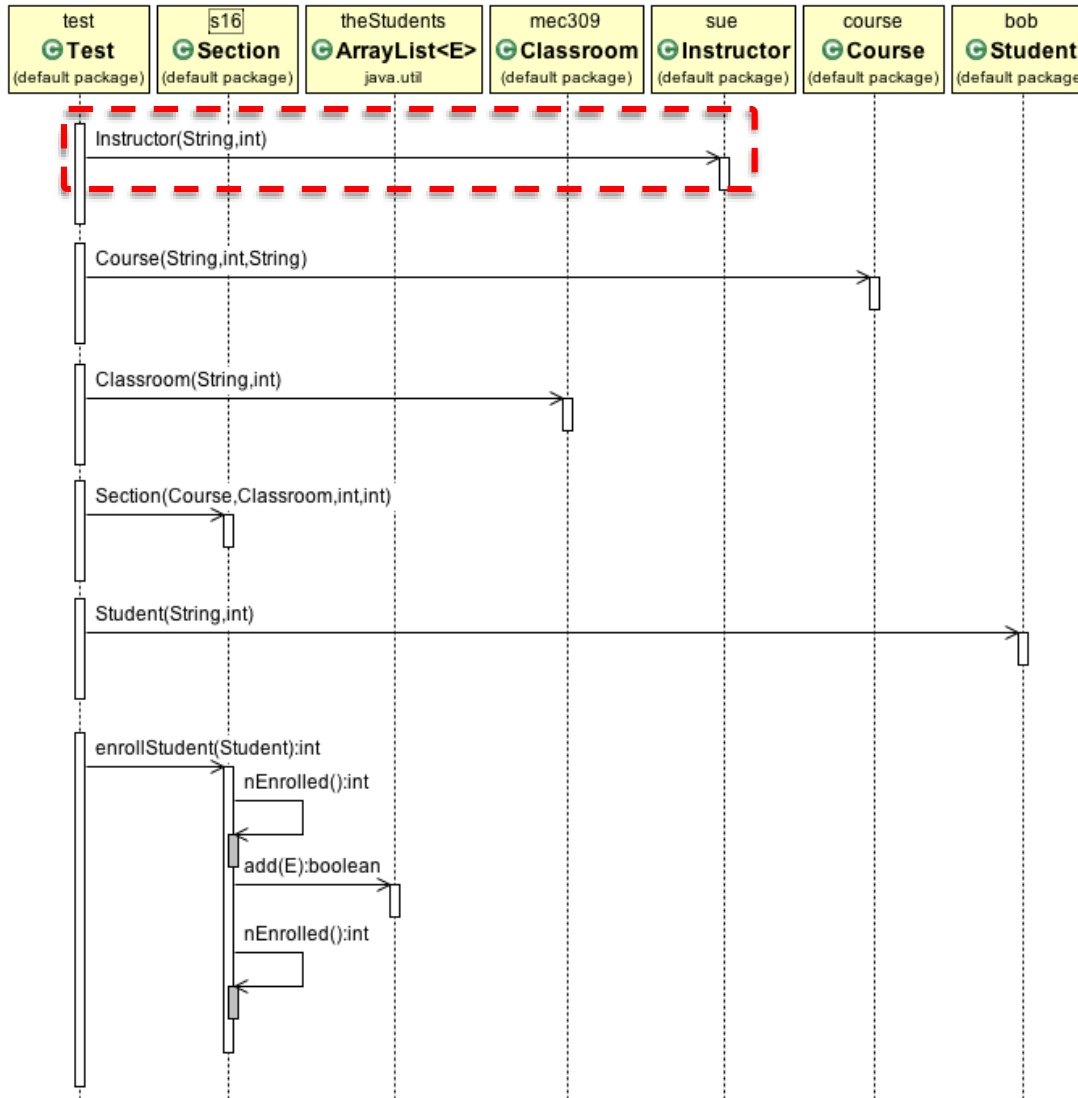 test s16 theStudents mec309 sue course bob
C Test C Section C ArrayList<E> C Classroom C Instructor C Course C Student
(default package) (default package) java.util (default package) (default package) (default package) (default package
Instructor(String,int)
Course(String,int,String)
Classroom(String,int)
Section(Course,Classroom,int,int)
Student(String,int)
enrollStudent(Student):int
nEnrolled():int
add(E):boolean
nEnrolled():int